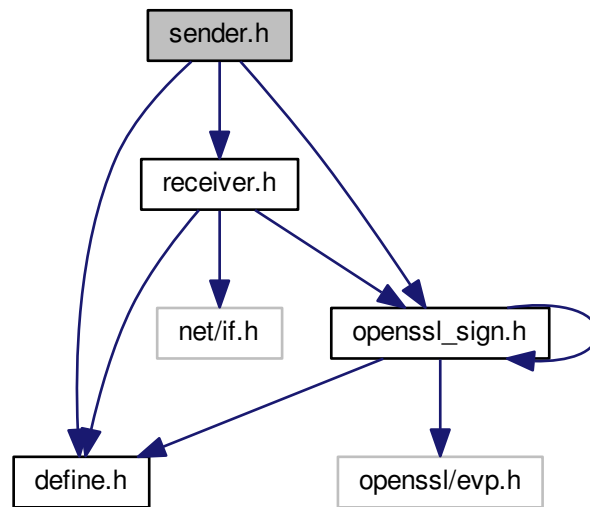 sender.h
receiver.h
net/if.h
openssl_sign.h
define.h
openssl/evp.h